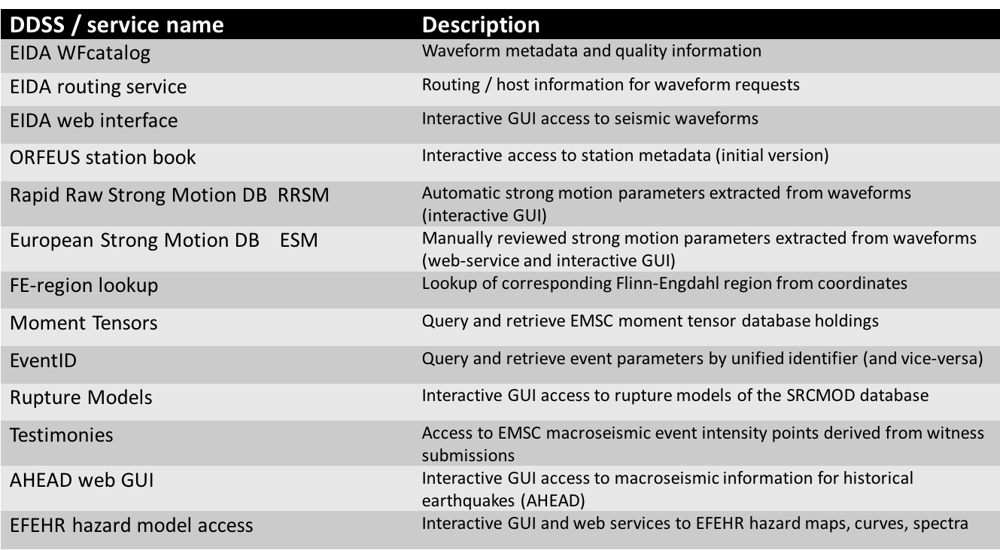 DDSS / service name Description
EIDA WFcatalog Waveform metadata and quality information
EIDA routing service Routing / host information for waveform requests
EIDA web interface Interactive GUI access to seismic waveforms
ORFEUS station book Interactive access to station metadata (initial version)
Rapid Raw Strong Motion DB RRSM Automatic strong motion parameters extracted from waveforms
(interactive GUI)
European Strong Motion DB ESM Manually reviewed strong motion parameters extracted from waveforms
(web-service and interactive GUI)
FE-region lookup Lookup of corresponding Flinn-Engdahl region from coordinates
Moment Tensors Query and retrieve EMSC moment tensor database holdings
EventID Query and retrieve event parameters by unified identifier (and vice-versa)
Rupture Models Interactive GUI access to rupture models of the SRCMOD database
Testimonies Access to EMSC macroseismic event intensity points derived from witness
submissions
AHEAD web GUI Interactive GUI access to macroseismic information for historical
earthquakes (AHEAD)
EFEHR hazard model access Interactive GUI and web services to EFEHR hazard maps, curves, spectra